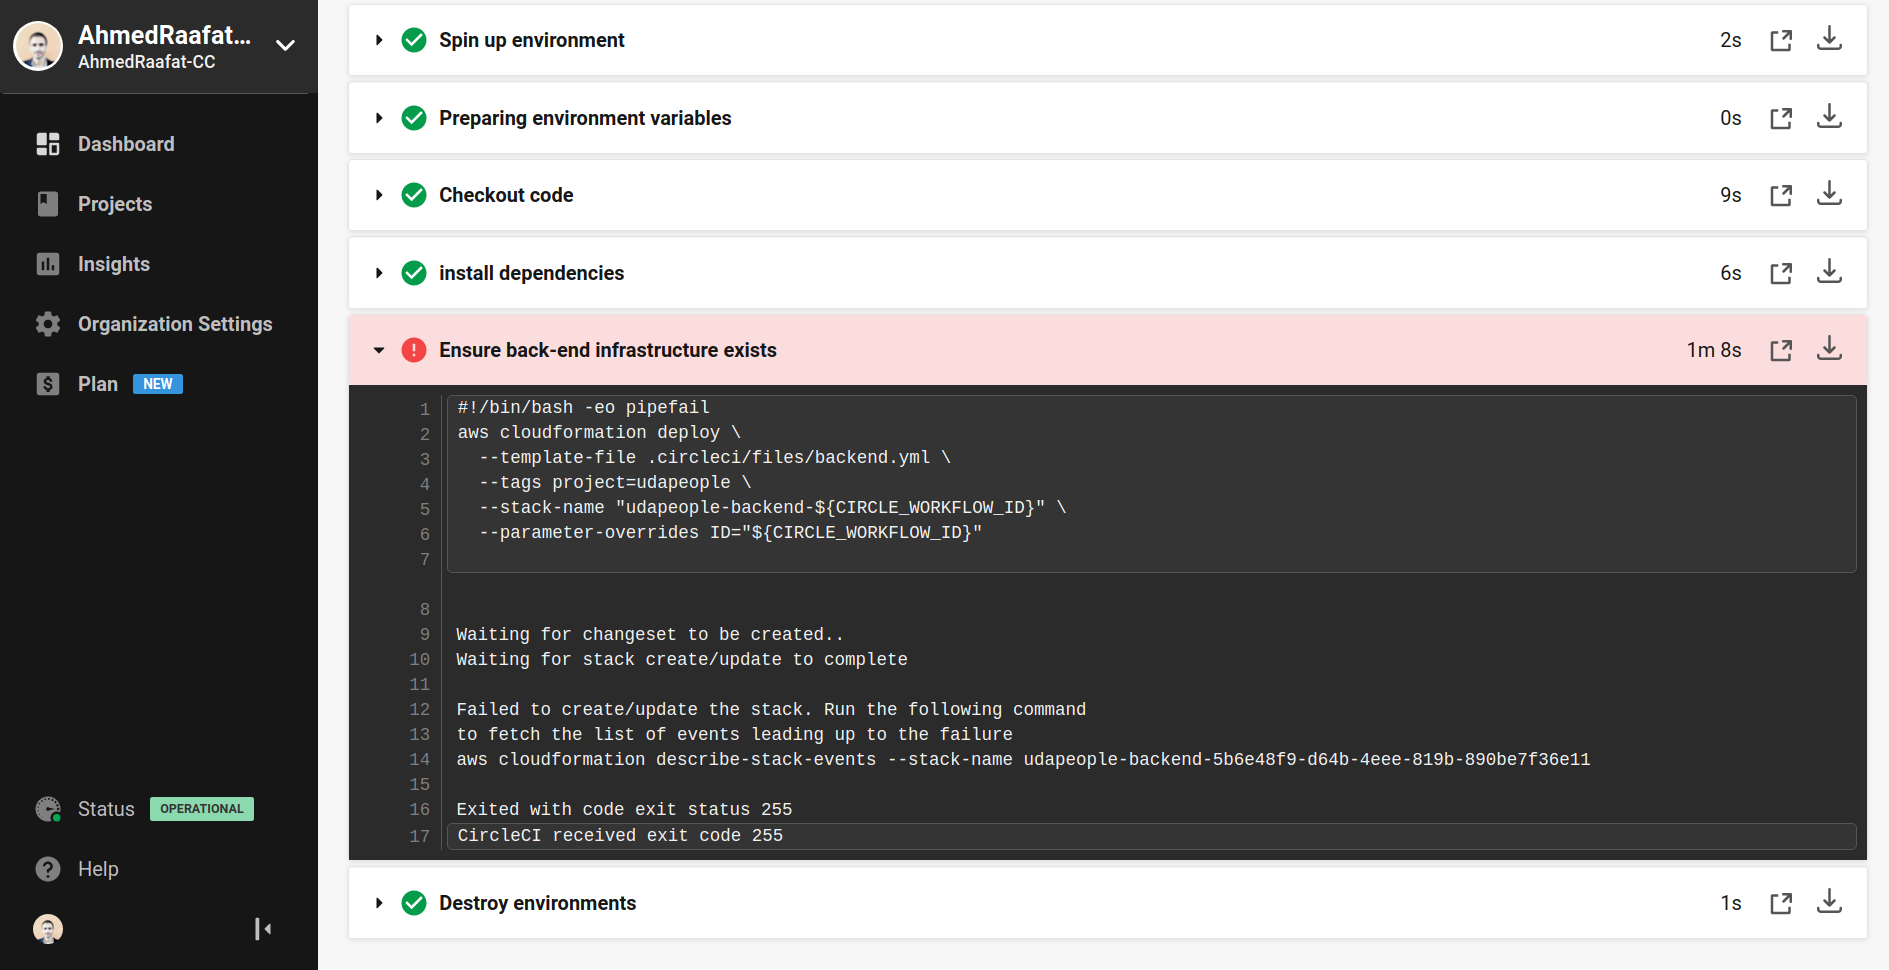 AhmedRaafat...
AhmedRaafat-CC
Dashboard
Projects
Insights
Organization Settings
Plan NEW
Status OPERATIONAL
Help
Spin up environment 2s
Preparing environment variables 0s
Checkout code 9s
install dependencies 6s
Ensure back-end infrastructure exists 1m 8s
1 #!/bin/bash -eo pipefail
2 aws cloudformation deploy \
3 --template-file .circleci/files/backend.yml \
4 --tags project=udapeople \
5 --stack-name "udapeople-backend-${CIRCLE_WORKFLOW_ID}" \
6 --parameter-overrides ID="${CIRCLE_WORKFLOW_ID}"
7
8
9 Waiting for changeset to be created..
10 Waiting for stack create/update to complete
11
12 Failed to create/update the stack. Run the following command
13 to fetch the list of events leading up to the failure
14 aws cloudformation describe-stack-events --stack-name udapeople-backend-5b6e48f9-d64b-4eee-819b-890be7f36e11
15
16 Exited with code exit status 255
17 CircleCI received exit code 255
Destroy environments 1s